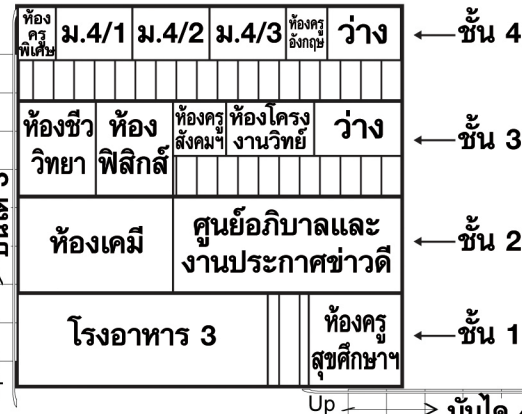 ห้อง
ครู
พิเศษ
ม.4/1
ม.4/2
ม.4/3
ห้องครู
อังกฤษ
ว่าง
ชั้น 4
ห้องชีว
วิทยา
ห้อง
ฟิสิกส์
ห้องครู
สังคมฯ
ห้องโครง
งานวิทย์
ว่าง
ชั้น 3
ห้องเคมี
ศูนย์อภิบาลและ
งานประกาศข่าวดี
ชั้น 2
โรงอาหาร 3
ห้องครู
สุขศึกษาฯ
ชั้น 1
Up
บันได